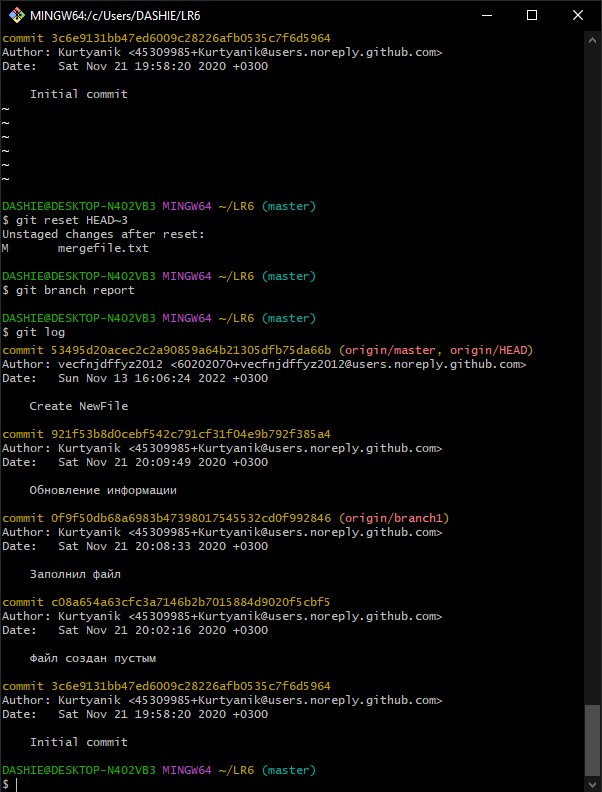 MINGW64:/c/Users/DASHIE/LR6
commit 3c6e9131bb47ed6009c28226afb0535c7f6d5964
Author: Kurtyanik <45309985+Kurtyanik@users.noreply.github.com>
Date:   Sat Nov 21 19:58:20 2020 +0300
    Initial commit
~
~
~
~
~
~
DASHIE@DESKTOP-N4O2VB3 MINGW64 ~/LR6 (master)
$ git reset HEAD~3
Unstaged changes after reset:
M       mergefile.txt
DASHIE@DESKTOP-N4O2VB3 MINGW64 ~/LR6 (master)
$ git branch report
DASHIE@DESKTOP-N4O2VB3 MINGW64 ~/LR6 (master)
$ git log
commit 53495d20acec2c2a90859a64b21305dfb75da66b (origin/master, origin/HEAD)
Author: vecfnjdffyz2012 <60202070+vecfnjdffyz2012@users.noreply.github.com>
Date:   Sun Nov 13 16:06:24 2022 +0300
    Create NewFile
commit 921f53b8d0cebf542c791cf31f04e9b792f385a4
Author: Kurtyanik <45309985+Kurtyanik@users.noreply.github.com>
Date:   Sat Nov 21 20:09:49 2020 +0300
    Обновление информации
commit 0f9f50db68a6983b47398017545532cd0f992846 (origin/branch1)
Author: Kurtyanik <45309985+Kurtyanik@users.noreply.github.com>
Date:   Sat Nov 21 20:08:33 2020 +0300
    Заполнил файл
commit c08a654a63cfc3a7146b2b7015884d9020f5cbf5
Author: Kurtyanik <45309985+Kurtyanik@users.noreply.github.com>
Date:   Sat Nov 21 20:02:16 2020 +0300
    Файл создан пустым
commit 3c6e9131bb47ed6009c28226afb0535c7f6d5964
Author: Kurtyanik <45309985+Kurtyanik@users.noreply.github.com>
Date:   Sat Nov 21 19:58:20 2020 +0300
    Initial commit
DASHIE@DESKTOP-N4O2VB3 MINGW64 ~/LR6 (master)
$